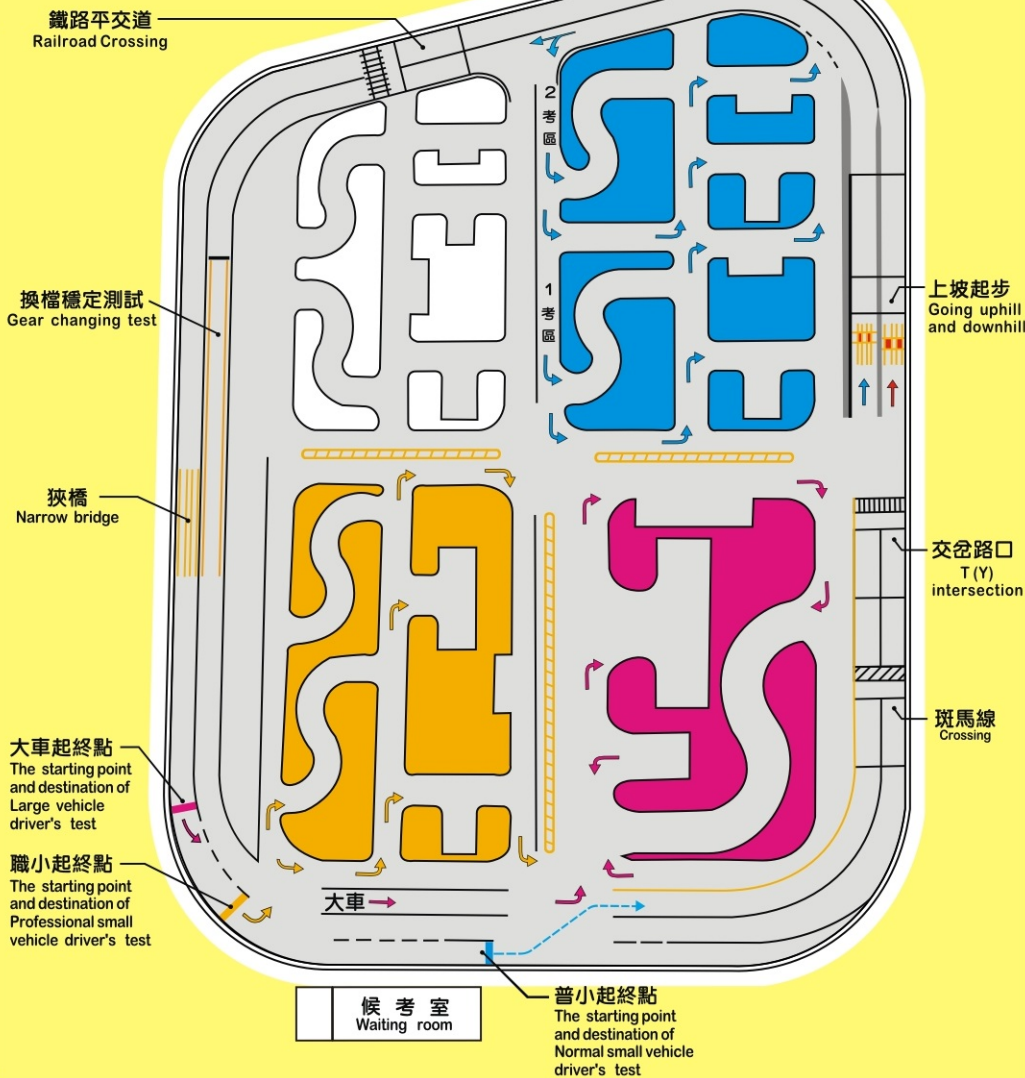 鐵路平交道
Railroad Crossing
2考區
1考區
換檔穩定測試
Gear changing test
上坡起步
Going uphill
and downhill
狹橋
Narrow bridge
交岔路口
T (Y)
intersection
斑馬線
Crossing
大車起終點
The starting point
and destination of
Large vehicle
driver's test
職小起終點
The starting point
and destination of
Professional small
vehicle driver's test
大車
候考室
Waiting room
普小起終點
The starting point
and destination of
Normal small vehicle
driver's test